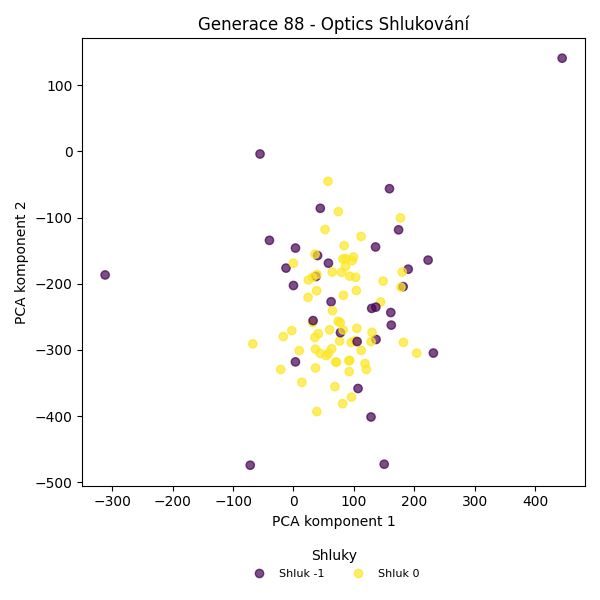 Generace 88 - Optics Shlukování
PCA komponent 2
100
0
−100
−200
−300
−400
−500
−300 −200 −100 0 100 200 300 400
PCA komponent 1
Shluky
Shluk -1 Shluk 0